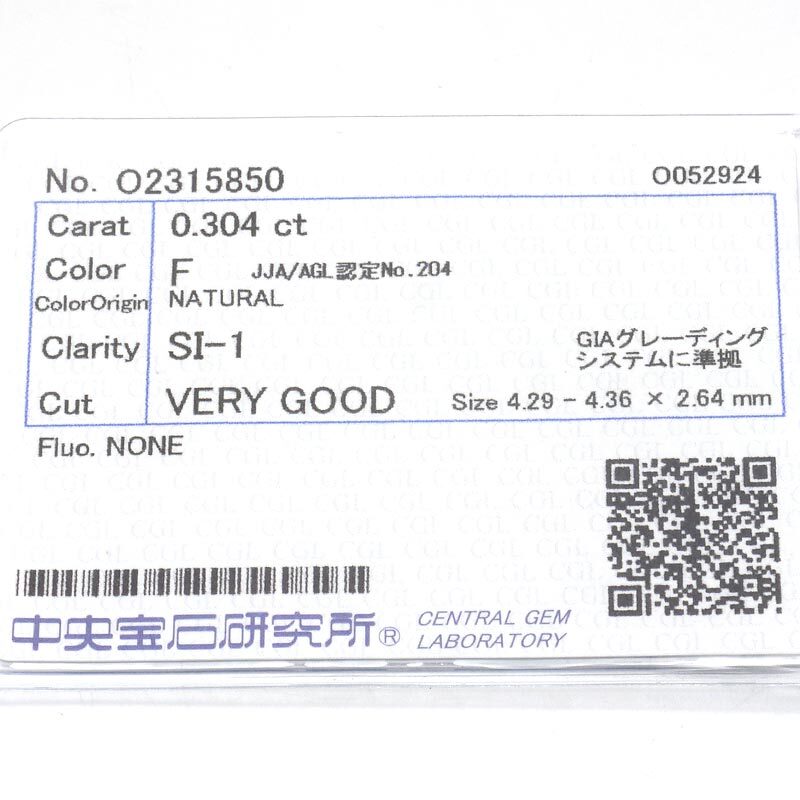 No. O2315850 O052924
Carat 0.304 ct
Color F JJA/AGL認定No.204
ColorOrigin NATURAL
Clarity SI-1 GIAグレーディング
システムに準拠
Cut VERY GOOD Size 4.29 - 4.36 × 2.64 mm
Fluo. NONE
中央宝石研究所® CENTRAL GEM
LABORATORY